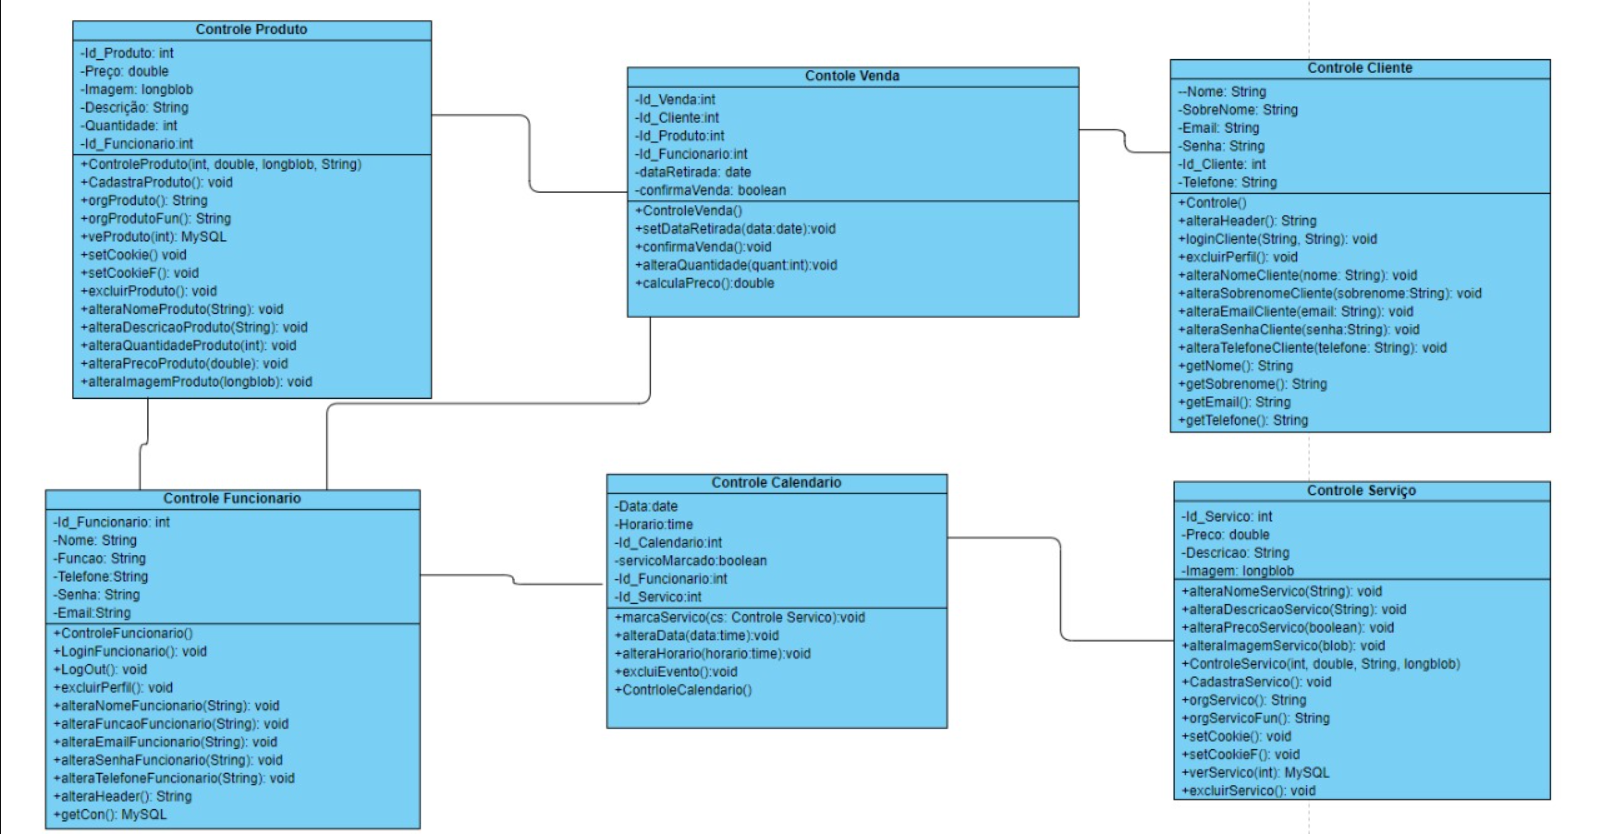 Controle Produto
-Id_Produto: int
-Preço: double
-Imagem: longblob
-Descrição: String
-Quantidade: int
-Id_Funcionario:int
+ControleProduto(int, double, longblob, String)
+CadastraProduto(): void
+orgProduto(): String
+orgProdutoFun(): String
+veProduto(int): MySQL
+setCookie() void
+setCookieF(): void
+excluirProduto(): void
+alteraNomeProduto(String): void
+alteraDescricaoProduto(String): void
+alteraQuantidadeProduto(int): void
+alteraPrecoProduto(double): void
+alteraImagemProduto(longblob): void
Contole Venda
-Id_Venda:int
-Id_Cliente:int
-Id_Produto:int
-Id_Funcionario:int
-dataRetirada: date
-confirmaVenda: boolean
+ControleVenda()
+setDataRetirada(data:date):void
+confirmaVenda():void
+alteraQuantidade(quant:int):void
+calculaPreco():double
Controle Cliente
--Nome: String
-SobreNome: String
-Email: String
-Senha: String
-Id_Cliente: int
-Telefone: String
+Controle()
+alteraHeader(): String
+loginCliente(String, String): void
+excluirPerfil(): void
+alteraNomeCliente(nome: String): void
+alteraSobrenomeCliente(sobrenome:String): void
+alteraEmailCliente(email: String): void
+alteraSenhaCliente(senha:String): void
+alteraTelefoneCliente(telefone: String): void
+getNome(): String
+getSobrenome(): String
+getEmail(): String
+getTelefone(): String
Controle Funcionario
-Id_Funcionario: int
-Nome: String
-Funcao: String
-Telefone:String
-Senha: String
-Email:String
+ControleFuncionario()
+LoginFuncionario(): void
+LogOut(): void
+excluirPerfil(): void
+alteraNomeFuncionario(String): void
+alteraFuncaoFuncionario(String): void
+alteraEmailFuncionario(String): void
+alteraSenhaFuncionario(String): void
+alteraTelefoneFuncionario(String): void
+alteraHeader(): String
+getCon(): MySQL
Controle Calendario
-Data:date
-Horario:time
-Id_Calendario:int
-servicoMarcado:boolean
-Id_Funcionario:int
-Id_Servico:int
+marcaServico(cs: Controle Servico):void
+alteraData(data:time):void
+alteraHorario(horario:time):void
+excluiEvento():void
+ContrloleCalendario()
Controle Serviço
-Id_Servico: int
-Preco: double
-Descricao: String
-Imagem: longblob
+alteraNomeServico(String): void
+alteraDescricaoServico(String): void
+alteraPrecoServico(boolean): void
+alteraImagemServico(blob): void
+ControleServico(int, double, String, longblob)
+CadastraServico(): void
+orgServico(): String
+orgServicoFun(): String
+setCookie(): void
+setCookieF(): void
+verServico(int): MySQL
+excluirServico(): void